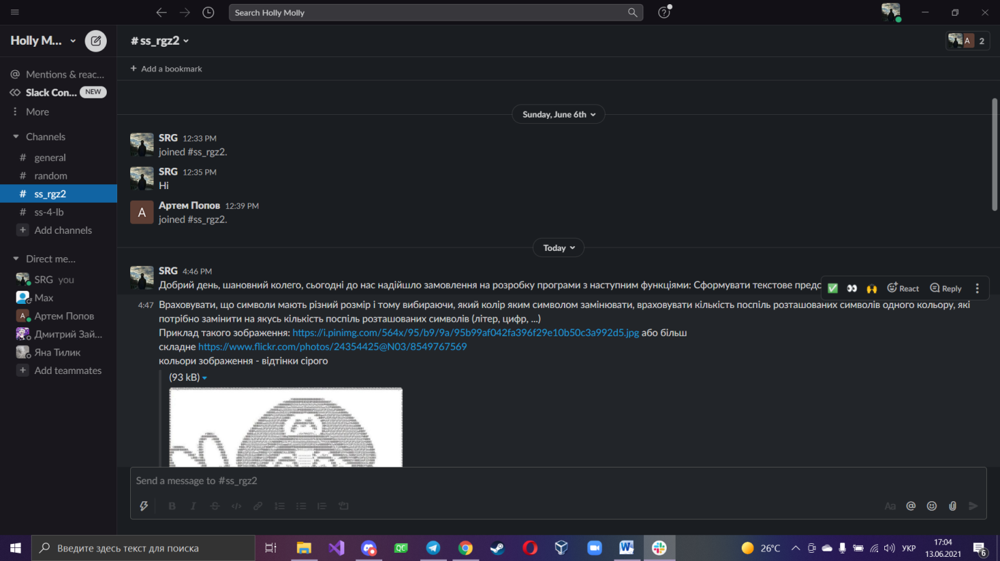 Search Holly Molly
Holly M...
# ss_rgz2
A 2
+ Add a bookmark
@ Mentions & reac...
Slack Con... NEW
More
Channels
# general
# random
# ss_rgz2
# ss-4-lb
+ Add channels
Direct me...
SRG you
Max
A Артем Попов
Дмитрий Зай...
Яна Тилик
+ Add teammates
Sunday, June 6th
SRG 12:33 PM
joined #ss_rgz2.
SRG 12:35 PM
Hi
A Артем Попов 12:39 PM
joined #ss_rgz2.
Today
SRG 4:46 PM
Добрий день, шановний колего, сьогодні до нас надійшло замовлення на розробку програми з наступним функціями: Сформувати текстове предс
React Reply
4:47 Враховувати, що символи мають різний розмір і тому вибираючи, який колір яким символом замінювати, враховувати кількість поспіль розташованих символів одного кольору, які
потрібно замінити на якусь кількість поспіль розташованих символів (літер, цифр, ...)
Приклад такого зображення: https://i.pinimg.com/564x/95/b9/9a/95b99af042fa396f29e10b50c3a992d5.jpg або більш
складне https://www.flickr.com/photos/24354425@N03/8549767569
кольори зображення - відтінки сірого
(93 kB)
Send a message to #ss_rgz2
B I S Aa @
Введите здесь текст для поиска
QC
W
26°C
УКР
17:04
13.06.2021
6